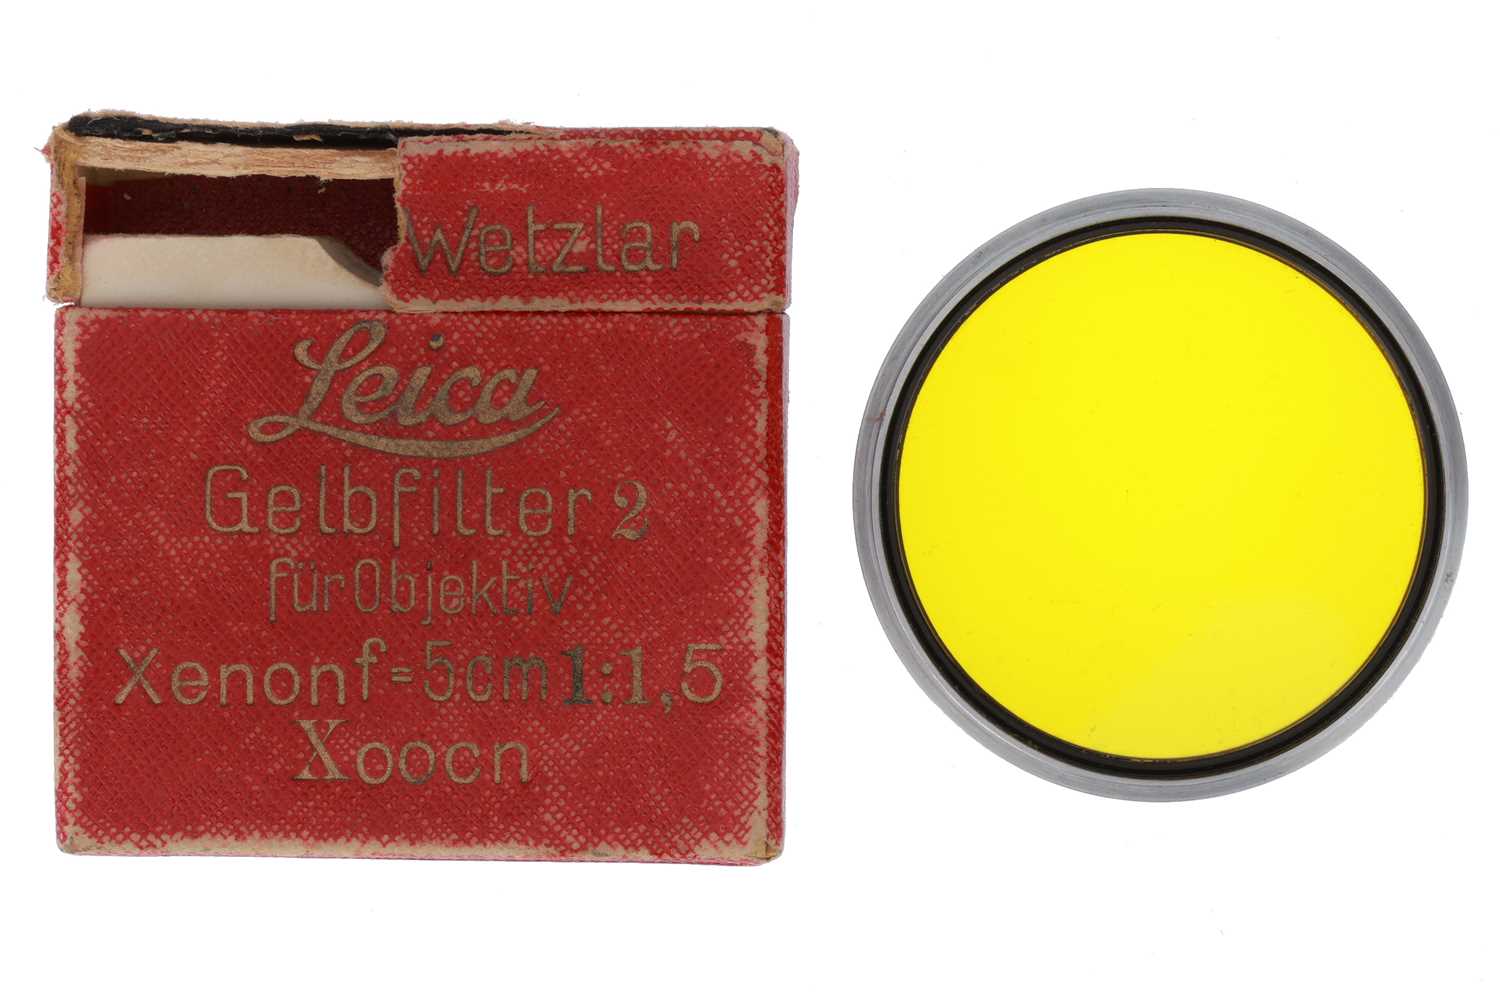 Wetzlar
Leica
Gelbfilter 2
für Objektiv
Xenon f=5cm 1:1,5
Xoocn